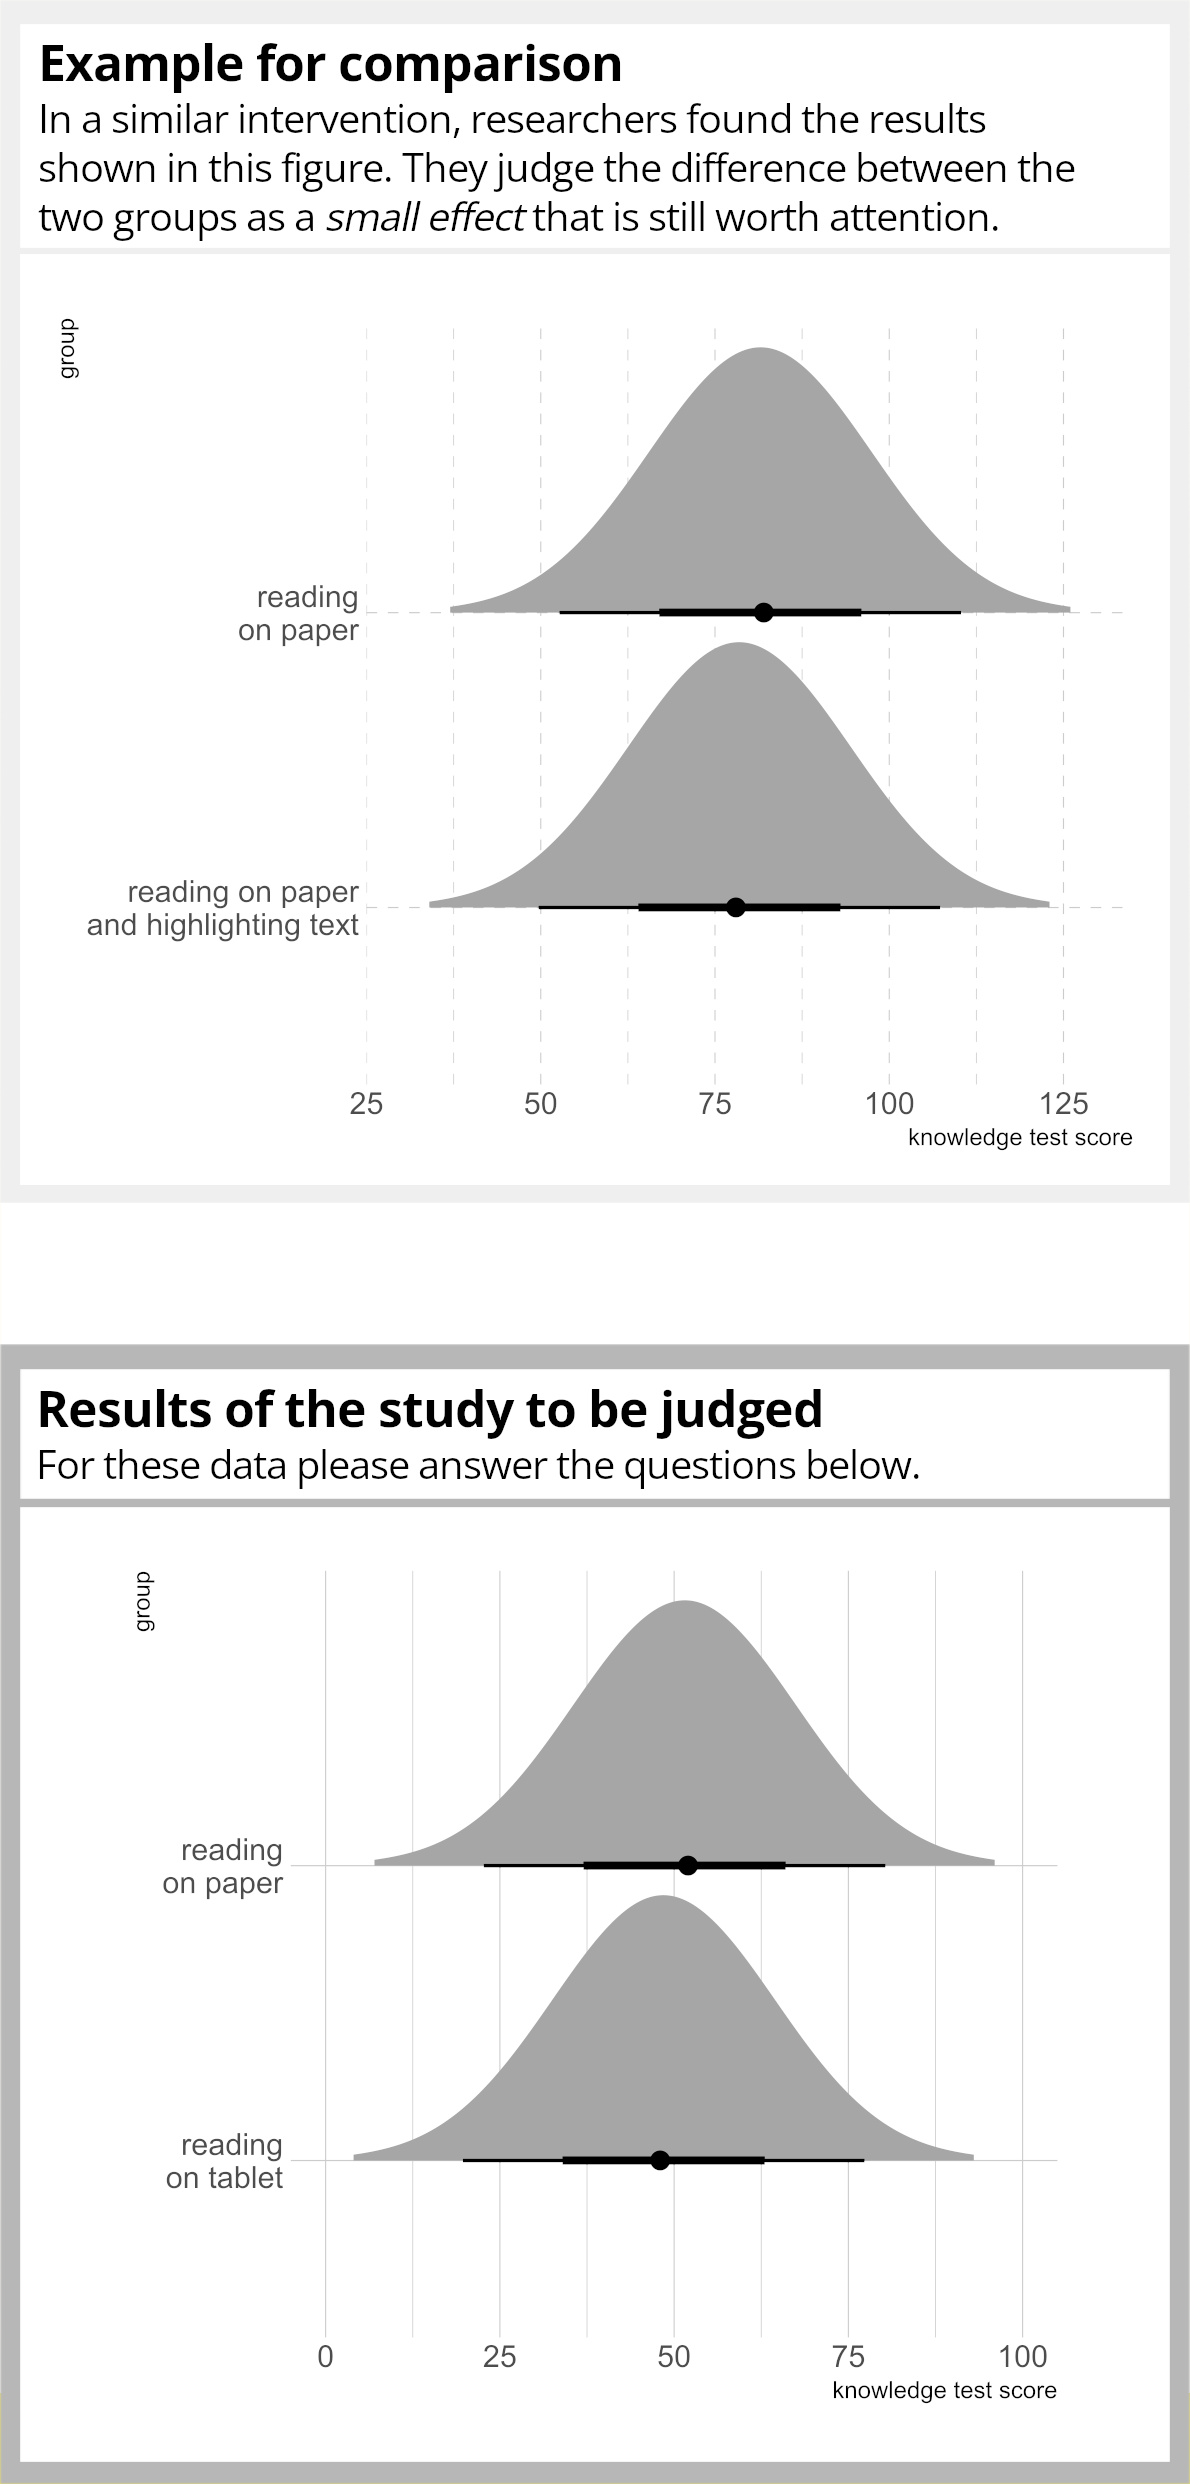 Example for comparison
In a similar intervention, researchers found the results
shown in this figure. They judge the difference between the
two groups as a small effect that is still worth attention.
group
reading
on paper
reading on paper
and highlighting text
25 50 75 100 125
knowledge test score
Results of the study to be judged
For these data please answer the questions below.
group
reading
on paper
reading
on tablet
0 25 50 75 100
knowledge test score